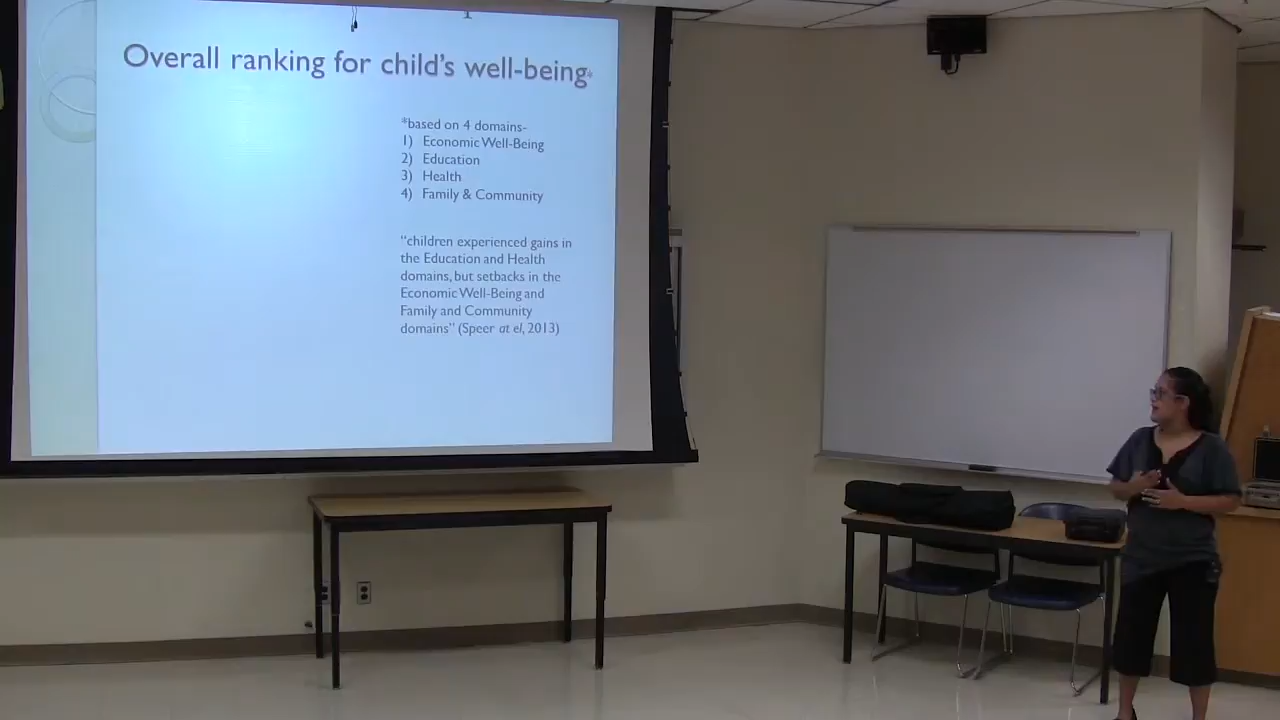 Overall ranking for child's well-being*
*based on 4 domains-
1) Economic Well-Being
2) Education
3) Health
4) Family & Community
“children experienced gains in
the Education and Health
domains, but setbacks in the
Economic Well-Being and
Family and Community
domains” (Speer at el, 2013)